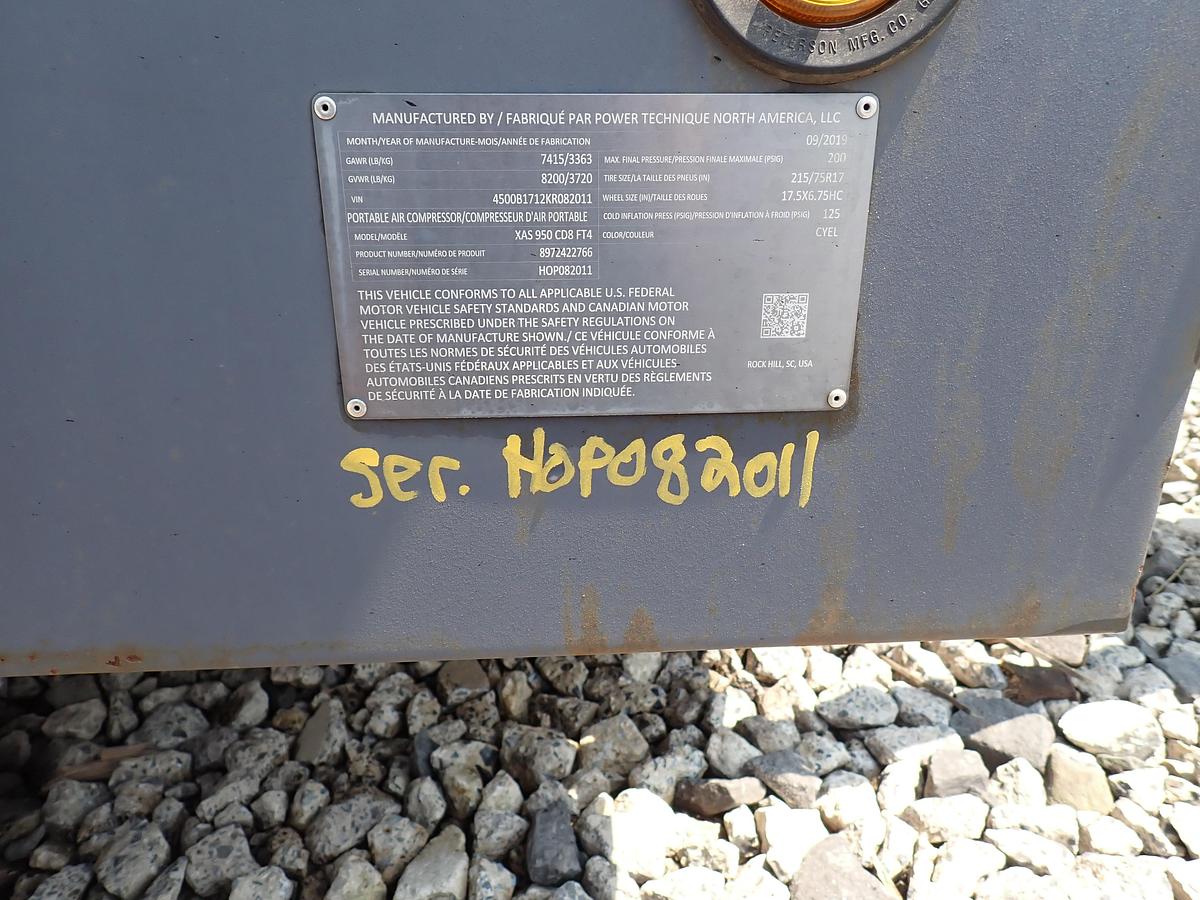 PETERSON MFG. CO.
MANUFACTURED BY / FABRIQUÉ PAR POWER TECHNIQUE NORTH AMERICA, LLC
MONTH/YEAR OF MANUFACTURE-MOIS/ANNÉE DE FABRICATION 09/2019
GAWR (LB/KG) 7415/3363 MAX. FINAL PRESSURE/PRESSION FINALE MAXIMALE (PSIG) 200
GVWR (LB/KG) 8200/3720 TIRE SIZE/LA TAILLE DES PNEUS (IN) 215/75R17
VIN 4500B1712KR082011 WHEEL SIZE (IN)/TAILLE DES ROUES 17.5X6.75HC
PORTABLE AIR COMPRESSOR/COMPRESSEUR D'AIR PORTABLE COLD INFLATION PRESS (PSIG)/PRESSION D'INFLATION À FROID (PSIG) 125
MODEL/MODÈLE XAS 950 CD8 FT4 COLOR/COULEUR CYEL
PRODUCT NUMBER/NUMÉRO DE PRODUIT 8972422766
SERIAL NUMBER/NUMÉRO DE SÉRIE HOP082011
THIS VEHICLE CONFORMS TO ALL APPLICABLE U.S. FEDERAL
MOTOR VEHICLE SAFETY STANDARDS AND CANADIAN MOTOR
VEHICLE PRESCRIBED UNDER THE SAFETY REGULATIONS ON
THE DATE OF MANUFACTURE SHOWN./ CE VÉHICULE CONFORME À
TOUTES LES NORMES DE SÉCURITÉ DES VÉHICULES AUTOMOBILES
DES ÉTATS-UNIS FÉDÉRAUX APPLICABLES ET AUX VÉHICULES
AUTOMOBILES CANADIENS PRESCRITS EN VERTU DES RÈGLEMENTS
DE SÉCURITÉ À LA DATE DE FABRICATION INDIQUÉE.
ROCK HILL, SC, USA
Ser. HOP082011